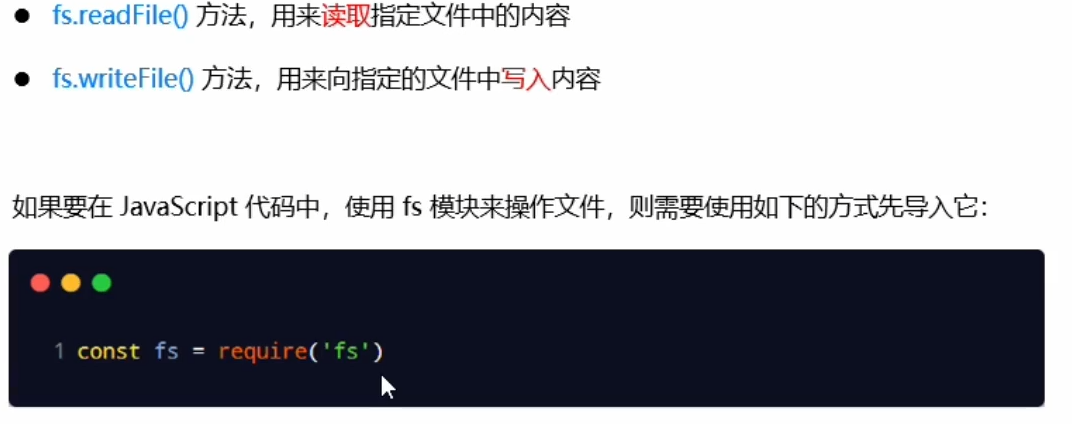 ● fs.readFile() 方法，用来读取指定文件中的内容
● fs.writeFile() 方法，用来向指定的文件中写入内容
如果要在 JavaScript 代码中，使用 fs 模块来操作文件，则需要使用如下的方式先导入它：
1 const fs = require('fs')